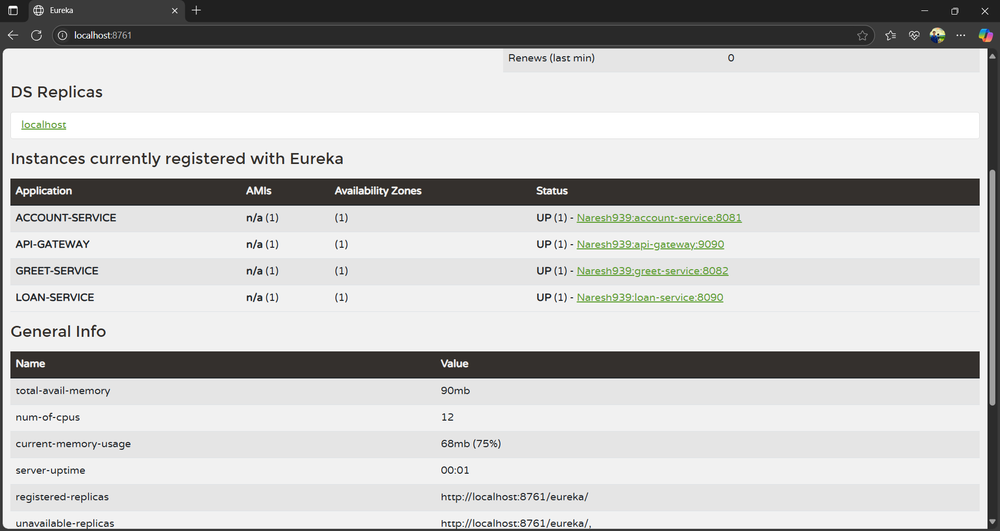 Eureka
localhost:8761
Renews (last min) 0
DS Replicas
localhost
Instances currently registered with Eureka
Application AMIs Availability Zones Status
ACCOUNT-SERVICE n/a (1) (1) UP (1) - Naresh939:account-service:8081
API-GATEWAY n/a (1) (1) UP (1) - Naresh939:api-gateway:9090
GREET-SERVICE n/a (1) (1) UP (1) - Naresh939:greet-service:8082
LOAN-SERVICE n/a (1) (1) UP (1) - Naresh939:loan-service:8090
General Info
Name Value
total-avail-memory 90mb
num-of-cpus 12
current-memory-usage 68mb (75%)
server-uptime 00:01
registered-replicas http://localhost:8761/eureka/
unavailable-replicas http://localhost:8761/eureka/,